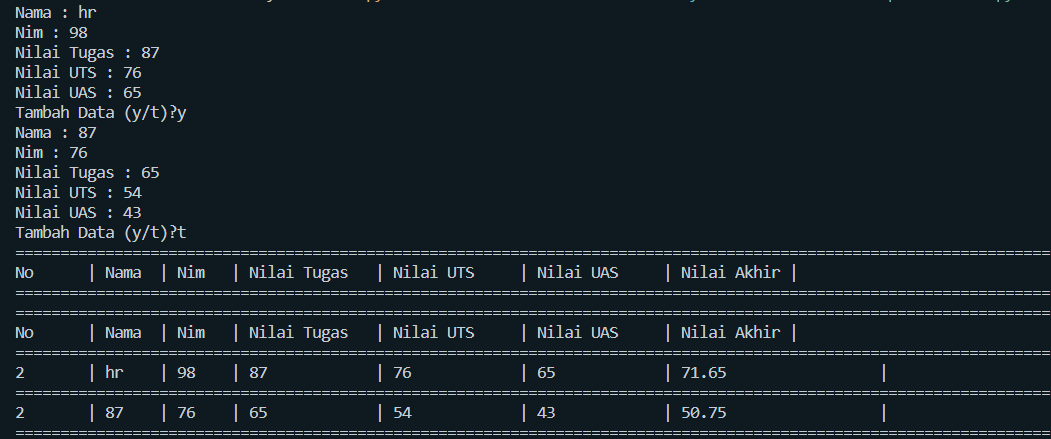 Nama : hr
Nim : 98
Nilai Tugas : 87
Nilai UTS : 76
Nilai UAS : 65
Tambah Data (y/t)?y
Nama : 87
Nim : 76
Nilai Tugas : 65
Nilai UTS : 54
Nilai UAS : 43
Tambah Data (y/t)?t
===================================================================================================================
No | Nama | Nim | Nilai Tugas | Nilai UTS | Nilai UAS | Nilai Akhir |
===================================================================================================================
===================================================================================================================
No | Nama | Nim | Nilai Tugas | Nilai UTS | Nilai UAS | Nilai Akhir |
===================================================================================================================
2 | hr | 98 | 87 | 76 | 65 | 71.65 |
===================================================================================================================
2 | 87 | 76 | 65 | 54 | 43 | 50.75 |
===================================================================================================================